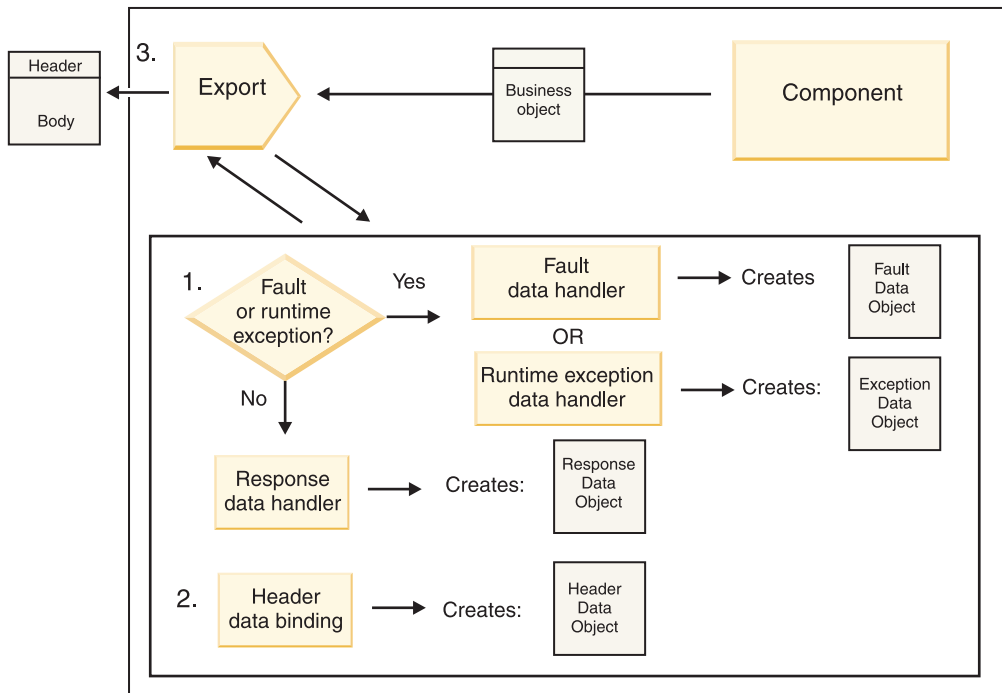 Header
Body
3.
Export
Business
object
Component
1.
Fault
or runtime
exception?
Yes
No
Fault
data handler
Creates
Fault
Data
Object
OR
Runtime exception
data handler
Creates:
Exception
Data
Object
Response
data handler
Creates:
Response
Data
Object
2.
Header
data binding
Creates:
Header
Data
Object